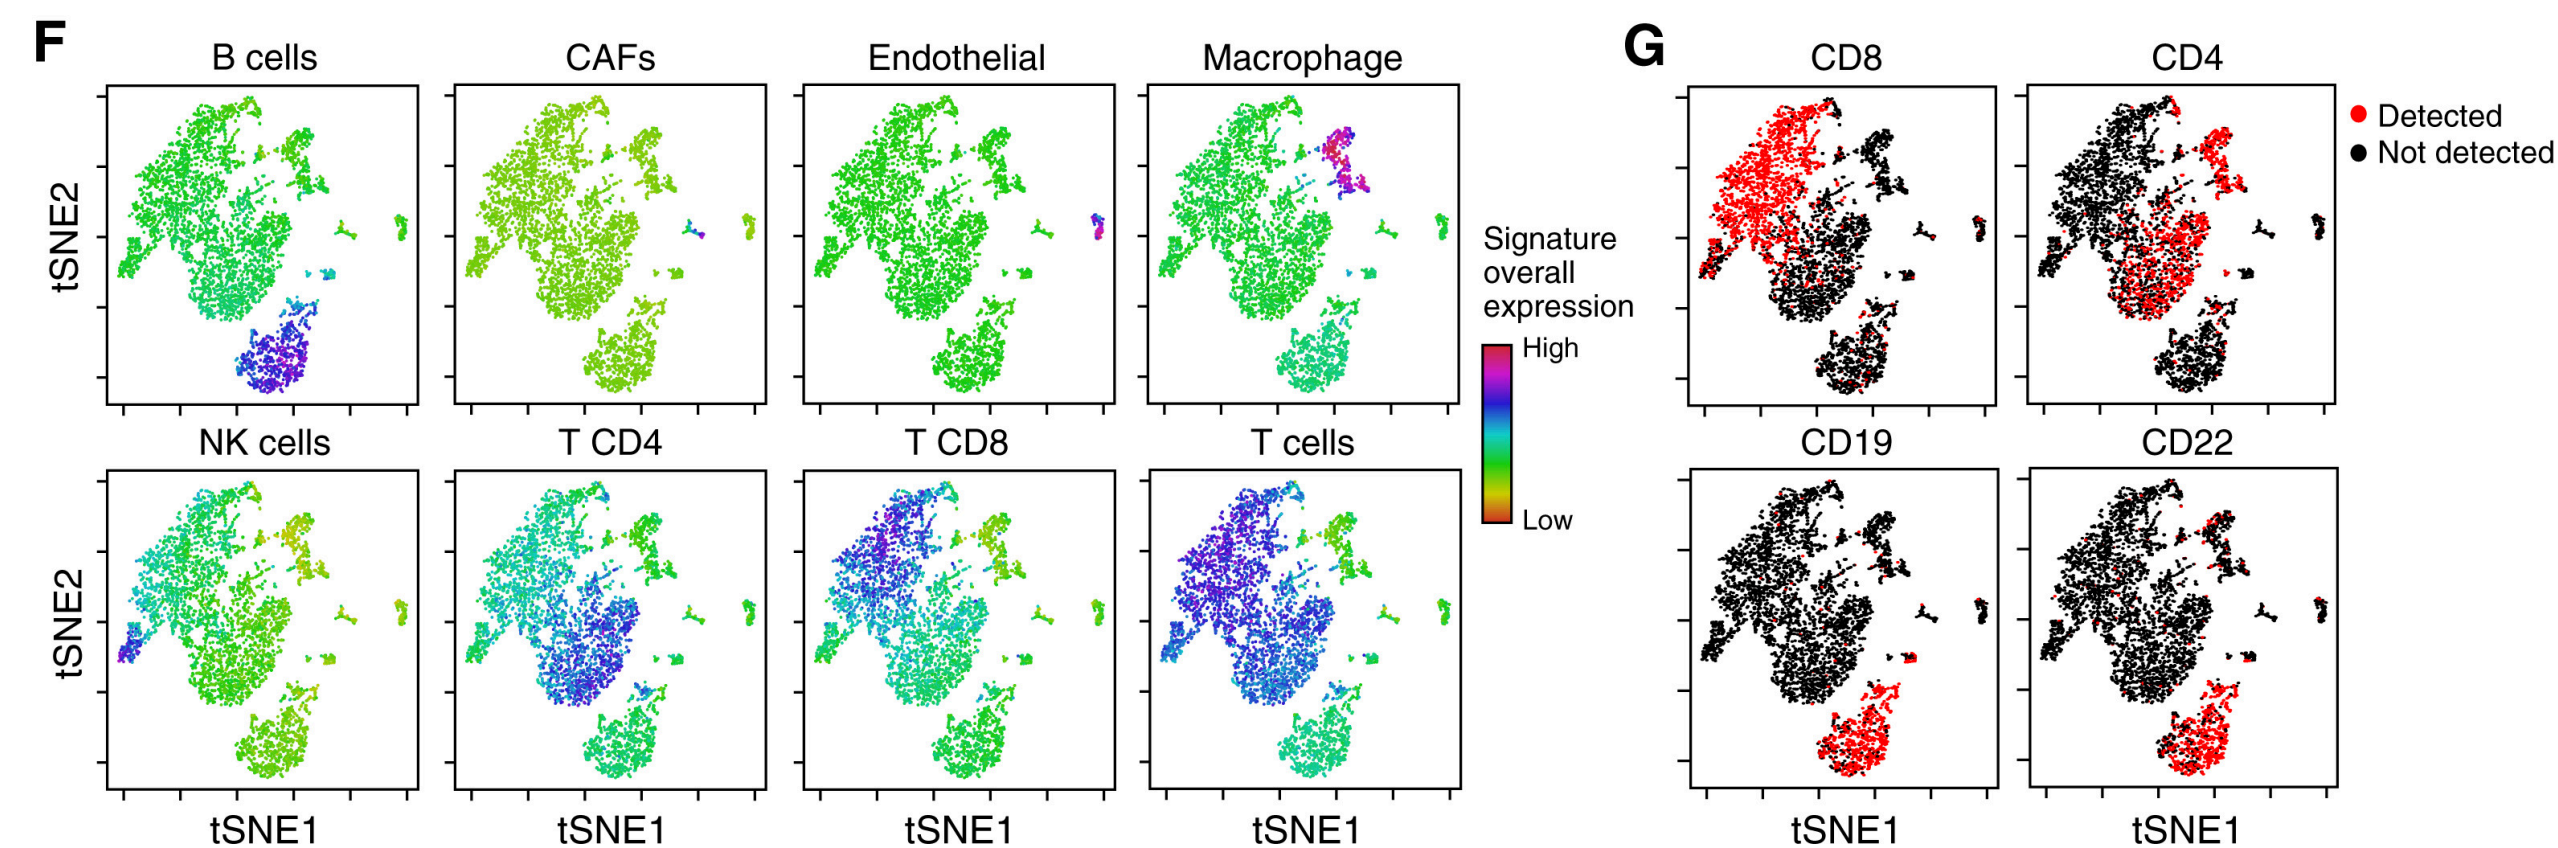 F
G
B cells
CAFs
Endothelial
Macrophage
CD8
CD4
Detected
Not detected
tSNE2
Signature
overall
expression
High
Low
NK cells
T CD4
T CD8
T cells
CD19
CD22
tSNE2
tSNE1
tSNE1
tSNE1
tSNE1
tSNE1
tSNE1